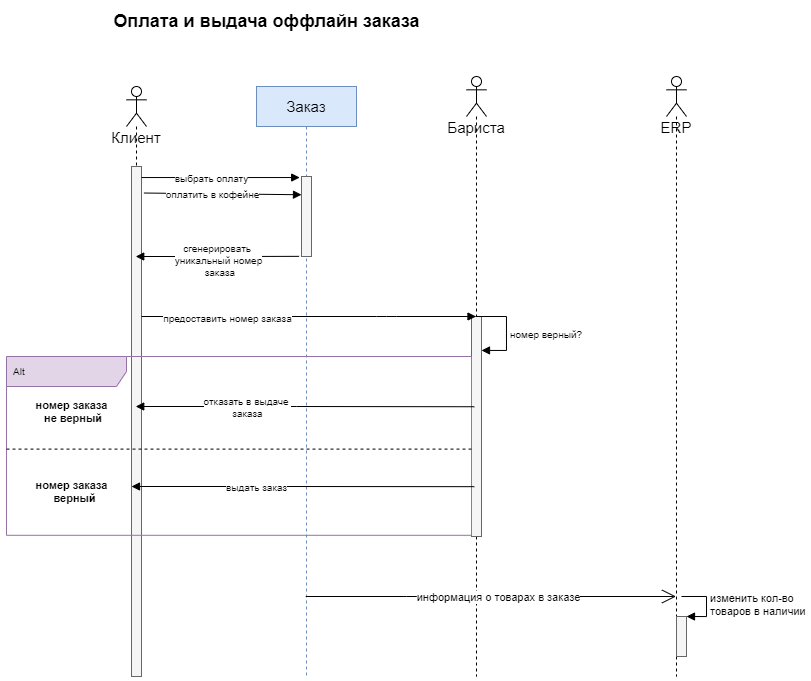 Оплата и выдача оффлайн заказа
Клиент
Заказ
Бариста
ERP
выбрать оплату
оплатить в кофейне
сгенерировать
уникальный номер
заказа
предоставить номер заказа
номер верный?
Alt
номер заказа
не верный
отказать в выдаче
заказа
номер заказа
верный
выдать заказ
информация о товарах в заказе
изменить кол-во
товаров в наличии